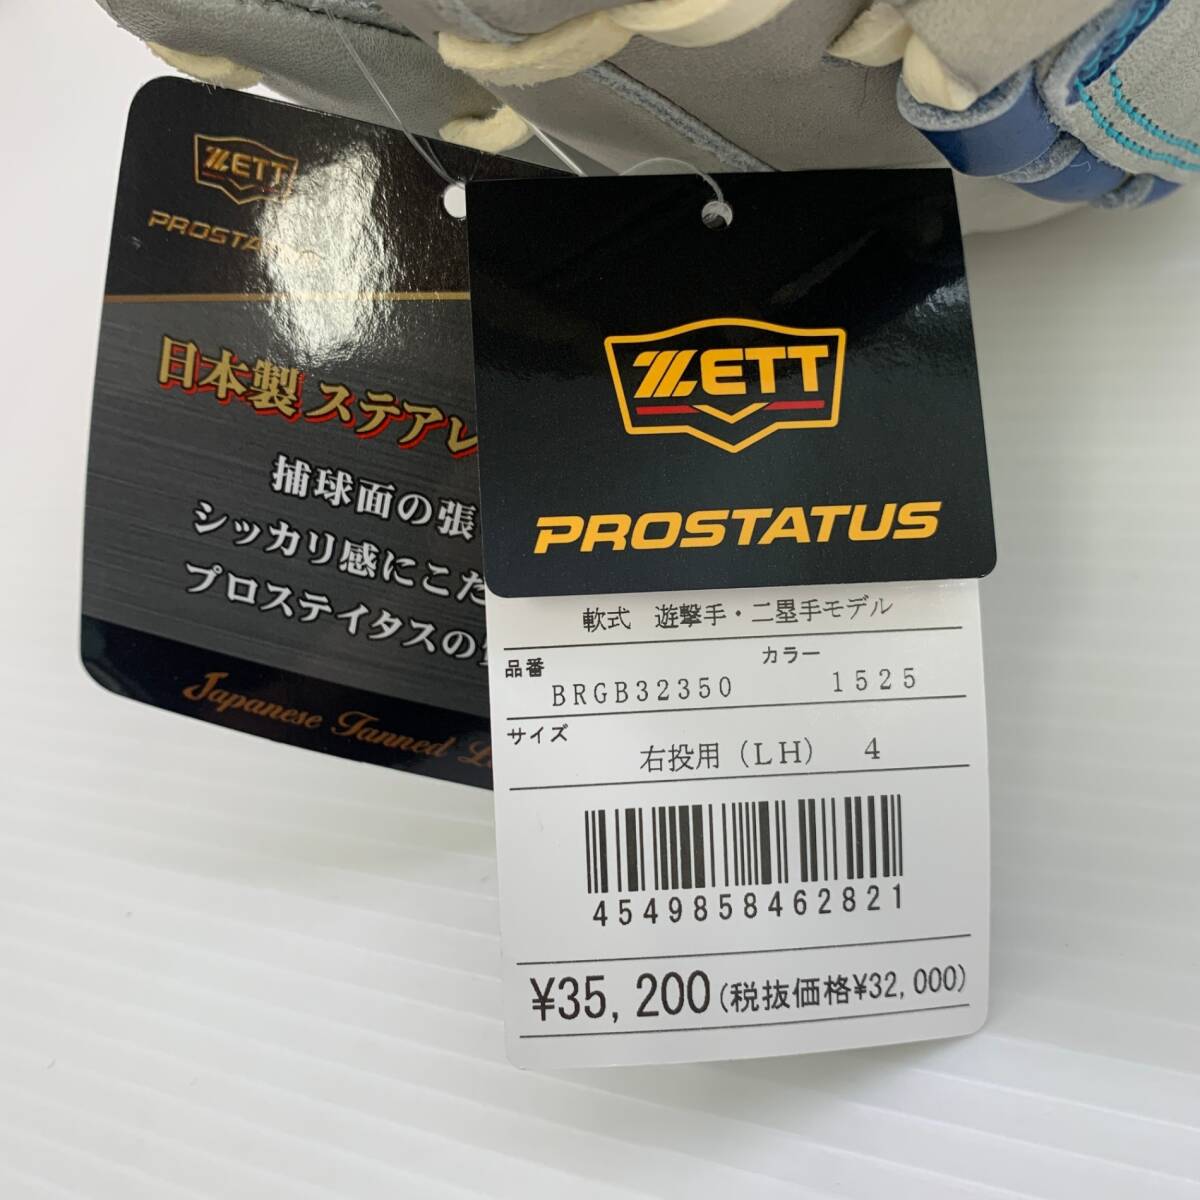 ZETT
日本製 ステアレ
捕球面の張
シッカリ感にこだ
プロステイタスの
Japanese Tanned
ZETT
PROSTATUS
軟式 遊撃手・二塁手モデル
品番 カラー
BRGB32350 1525
サイズ
右投用(LH) 4
4549858462821
¥35,200(税抜価格¥32,000)